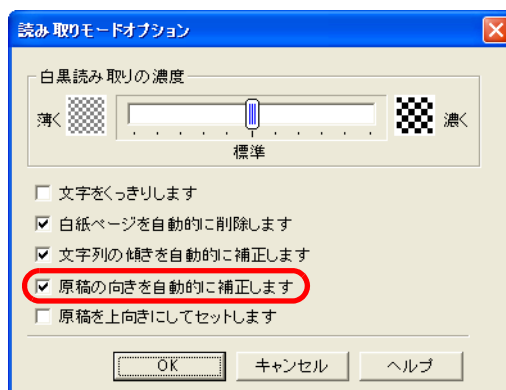 読み取りモードオプション
白黒読み取りの濃度
薄く 濃く
標準
文字をくっきりします
白紙ページを自動的に削除します
文字列の傾きを自動的に補正します
原稿の向きを自動的に補正します
原稿を上向きにしてセットします
OK キャンセル ヘルプ